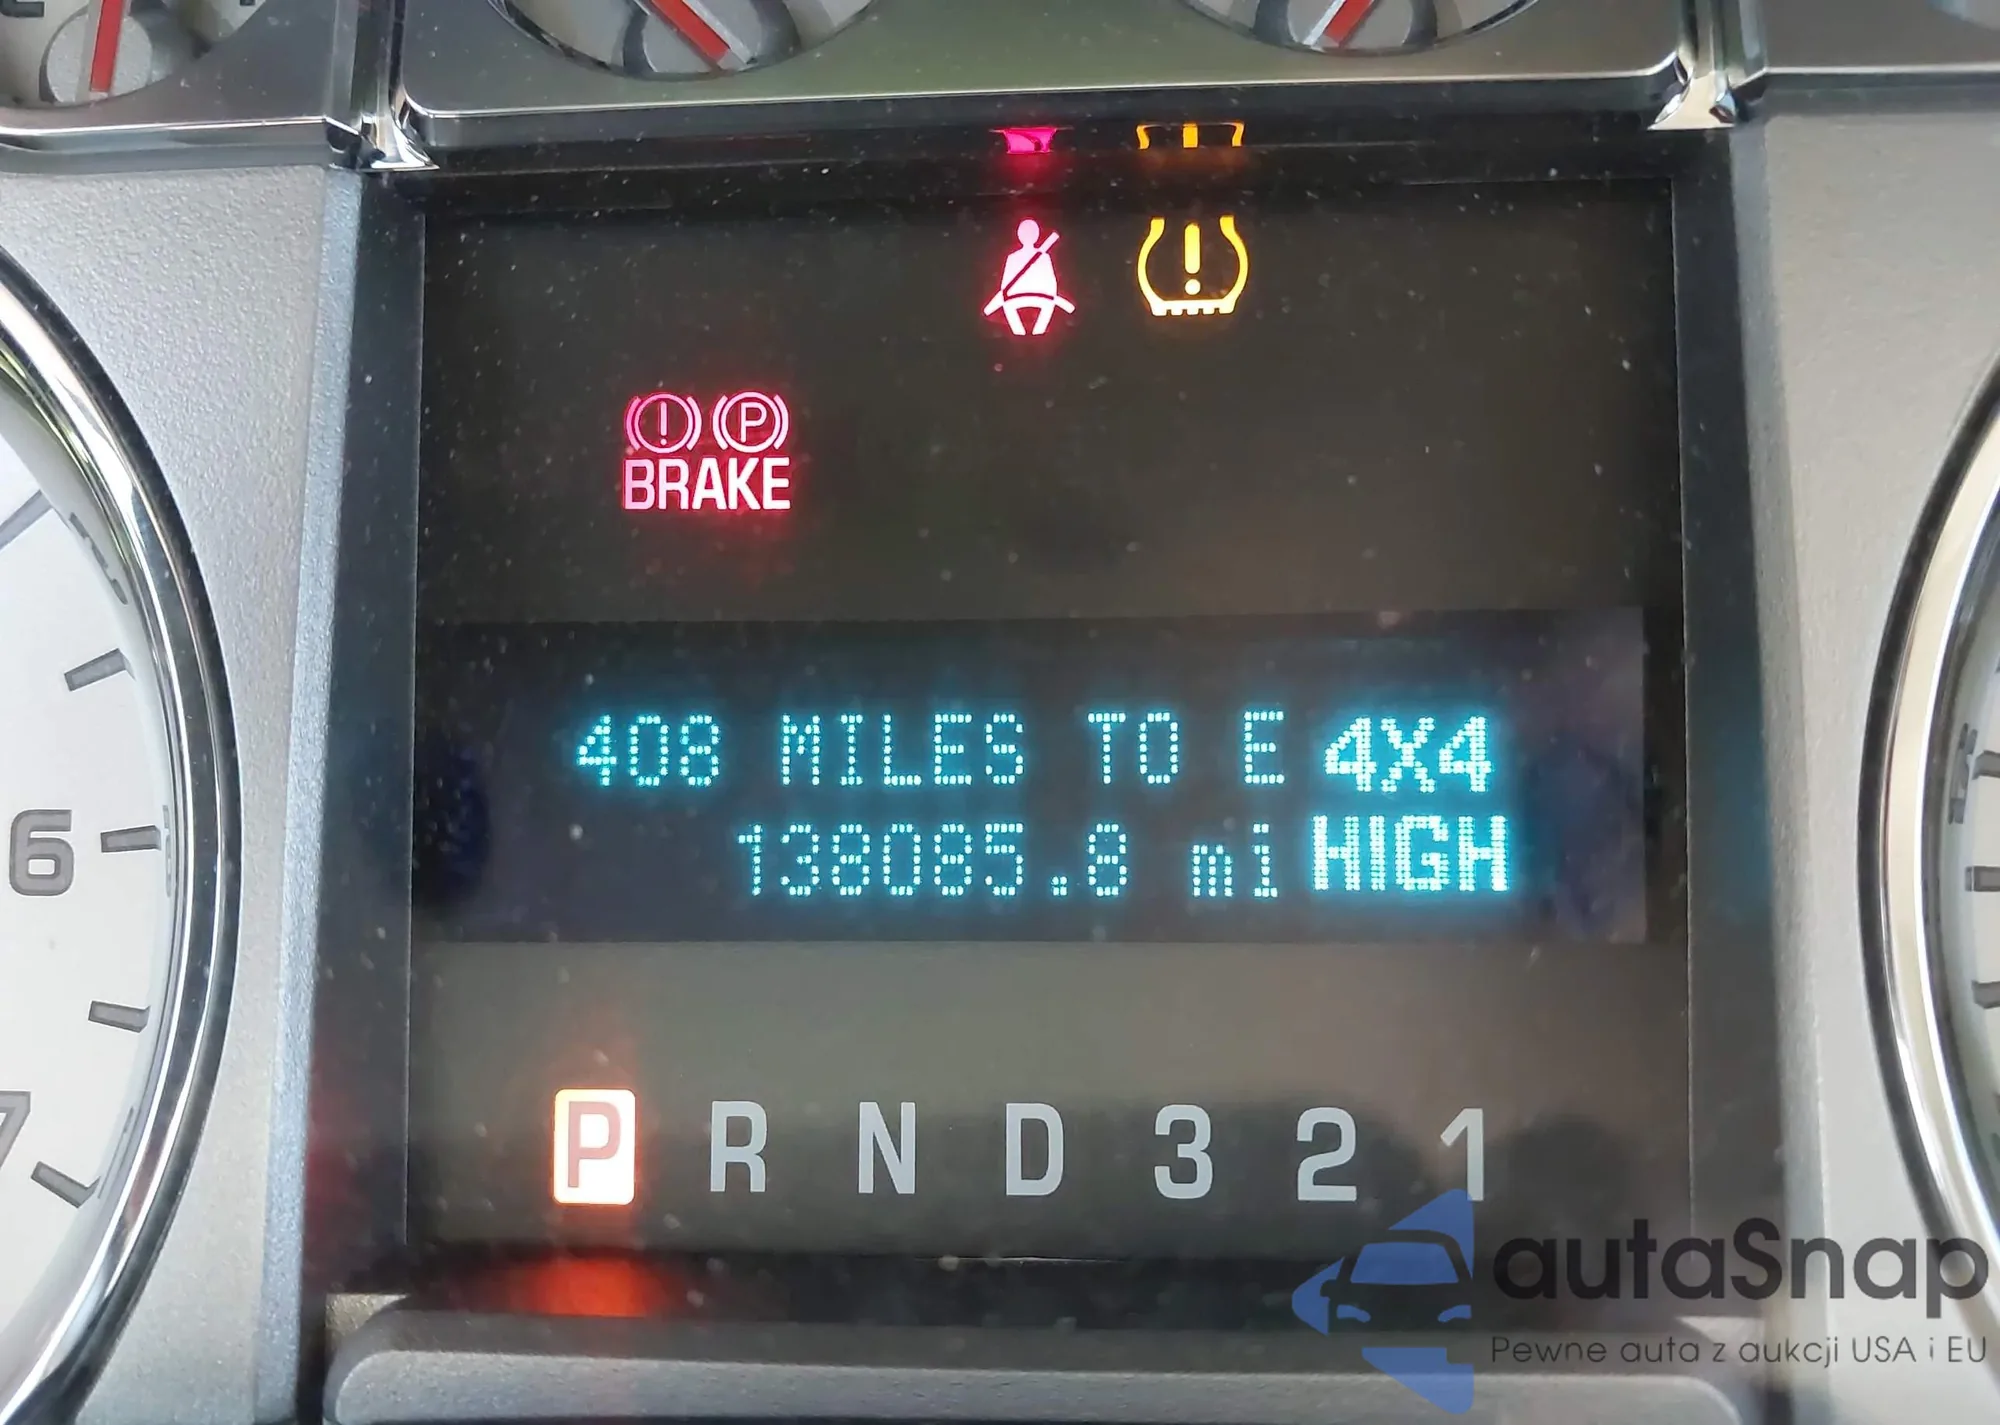 BRAKE
408 MILES TO E 4X4
138085.8 mi HIGH
6
7
P R N D 3 2 1
autaSnap
Pewne auta z aukcji USA i EU